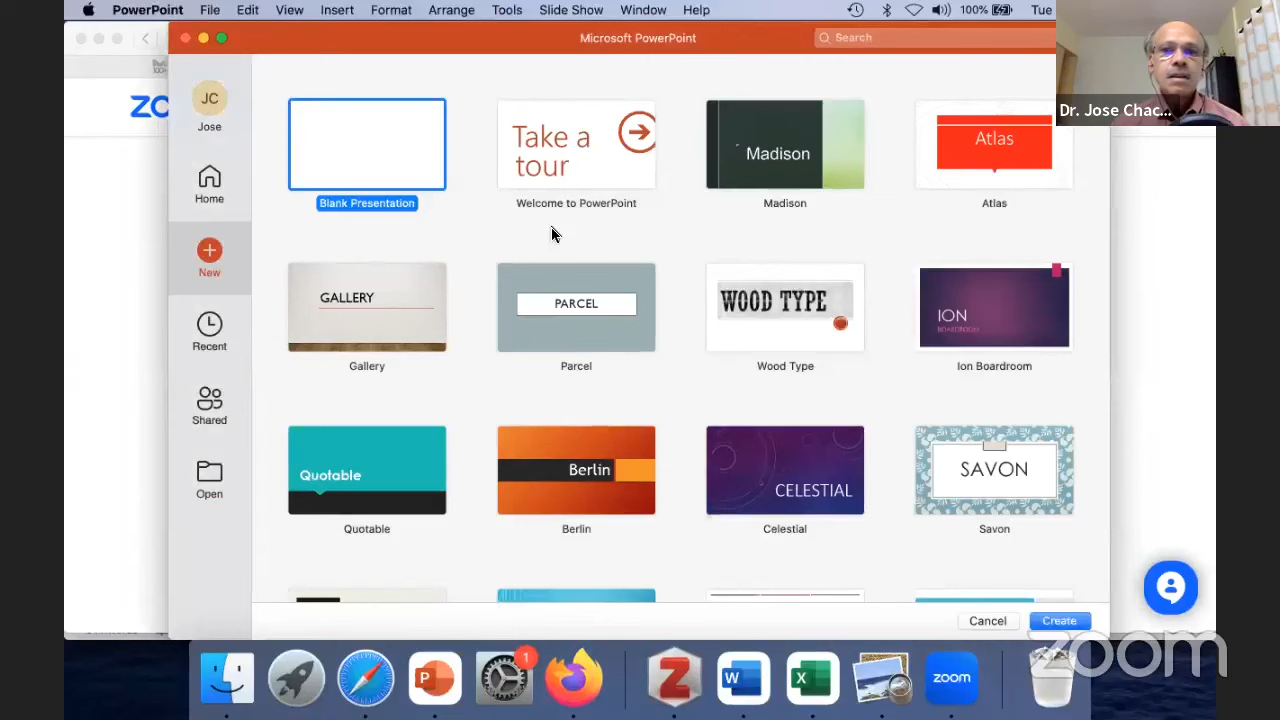 PowerPoint File Edit View Insert Format Arrange Tools Slide Show Window Help 100% Tue
Microsoft PowerPoint
Search
Dr. Jose Chac...
JC
Jose
Home
New
Recent
Shared
Open
Take a
tour
Madison
Atlas
Blank Presentation
Welcome to PowerPoint
Madison
Atlas
GALLERY
PARCEL
WOOD TYPE
ION
BOARDROOM
Gallery
Parcel
Wood Type
Ion Boardroom
Quotable
Berlin
CELESTIAL
SAVON
Quotable
Berlin
Celestial
Savon
Cancel
Create
zoom
P
1
Z
W
X
zoom